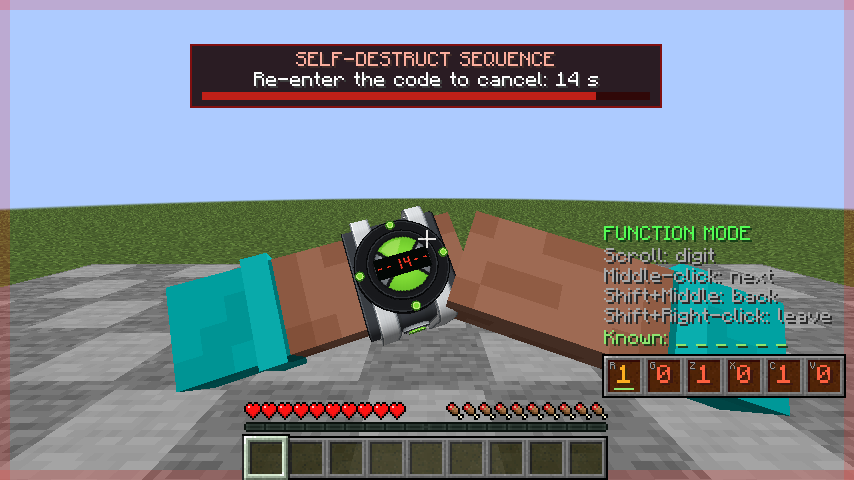 SELF-DESTRUCT SEQUENCE
Re-enter the code to cancel: 14 s
--14--
FUNCTION MODE
Scroll: digit
Middle-click: next
Shift+Middle: back
Shift+Right-click: leave
Known: _ _ _ _ _ _
R 1 G 0 Z 1 X 0 C 1 V 0